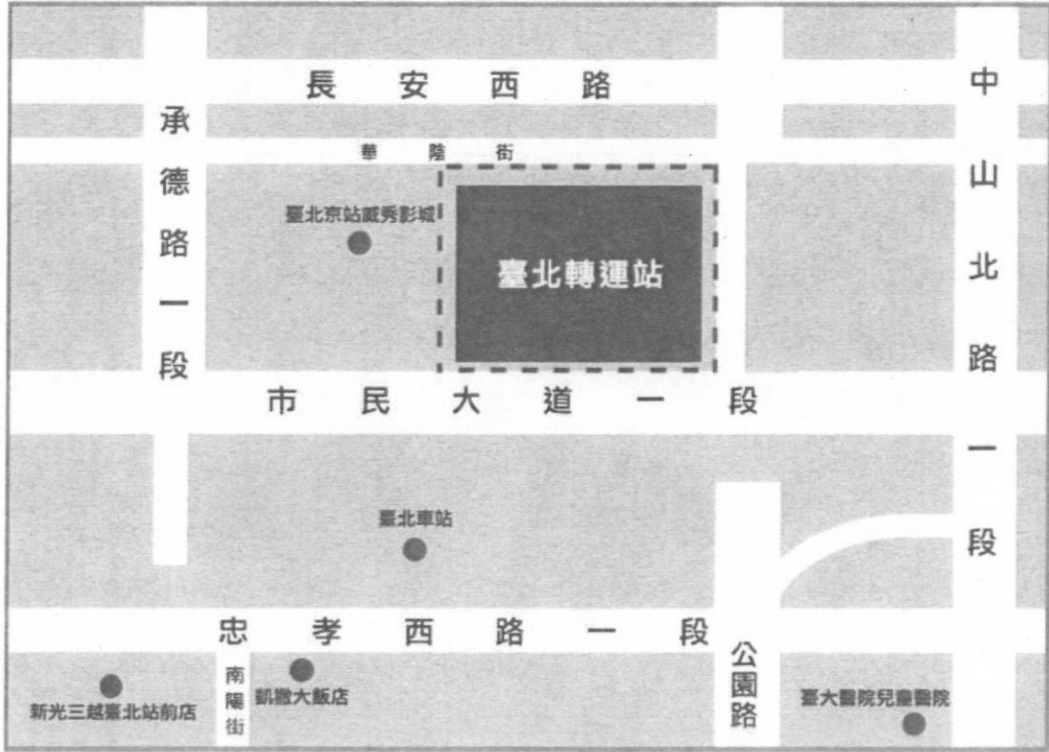 長安西路
華陰街
承德路一段
中山北路一段
臺北京站威秀影城
臺北轉運站
市民大道一段
臺北車站
忠孝西路一段
公園路
南陽街
凱撒大飯店
新光三越臺北站前店
臺大醫院兒童醫院